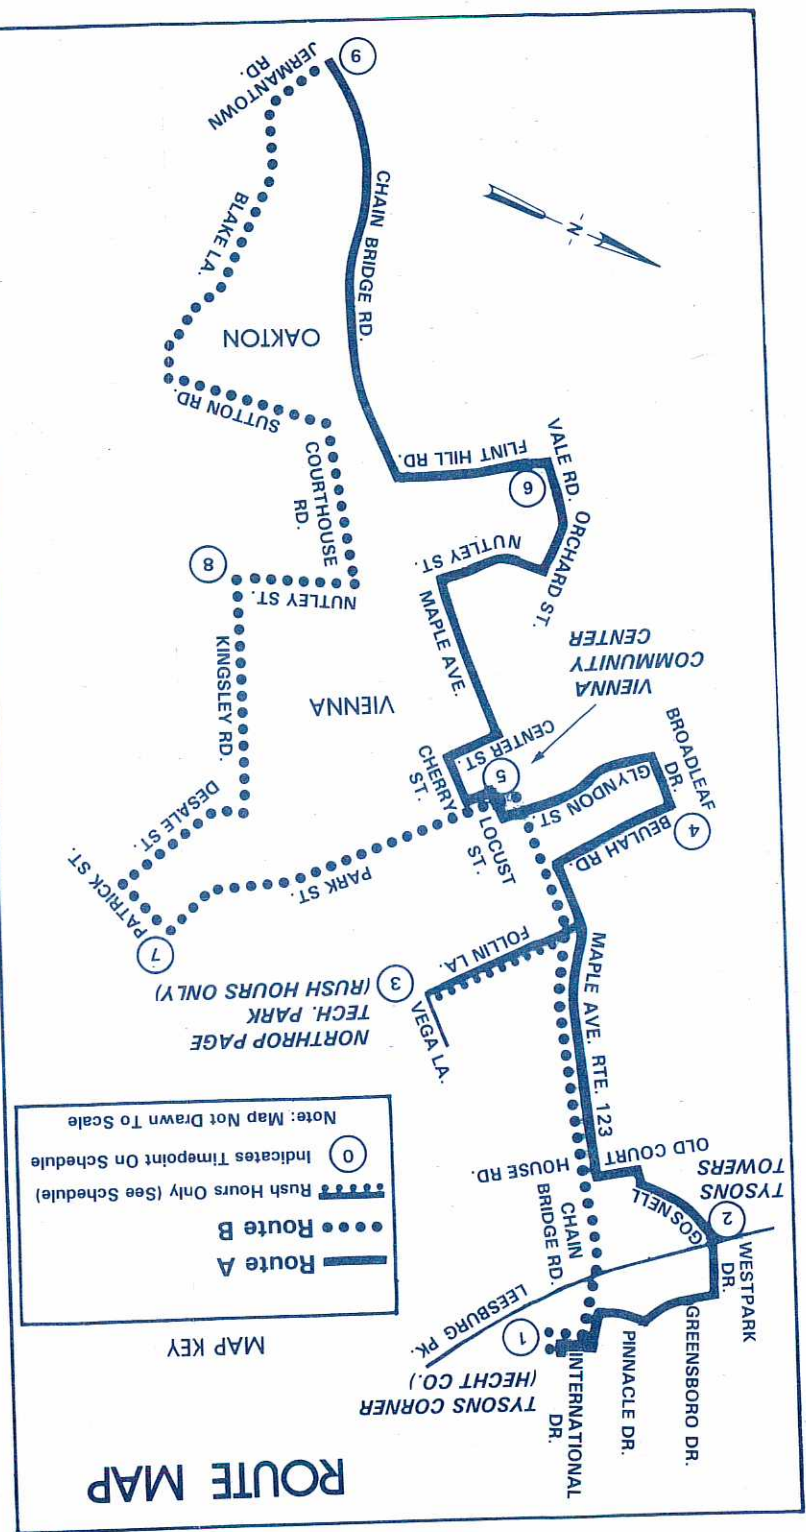 ROUTE MAP
TYSONS CORNER
(HECHT CO.)
1
INTERNATIONAL
DR.
PINNACLE DR.
GREENSBORO DR.
WESTPARK
DR.
LEESBURG PK.
CHAIN
BRIDGE RD.
2
TYSONS
TOWERS
GOSNELL
OLD COURT
HOUSE RD.
MAP KEY
Route A
Route B
Rush Hours Only (See Schedule)
0
Indicates Timepoint On Schedule
Note: Map Not Drawn To Scale
MAPLE AVE. RTE. 123
NORTHROP PAGE
TECH. PARK
(RUSH HOURS ONLY)
3
VEGA LA.
FOLLIN LA.
7
PATRICK ST.
PARK ST.
DESALE ST.
BEULAH RD.
4
BROADLEAF
DR.
GLYNDON ST.
LOCUST
ST.
5
CHERRY
ST.
CENTER ST.
VIENNA
COMMUNITY
CENTER
VIENNA
KINGSLEY RD.
8
NUTLEY ST.
MAPLE AVE.
NUTLEY ST.
ORCHARD ST.
VALE RD.
6
FLINT HILL RD.
COURTHOUSE
RD.
SUTTON RD.
OAKTON
BLAKE LA.
CHAIN BRIDGE RD.
N
JERMANTOWN
RD.
9